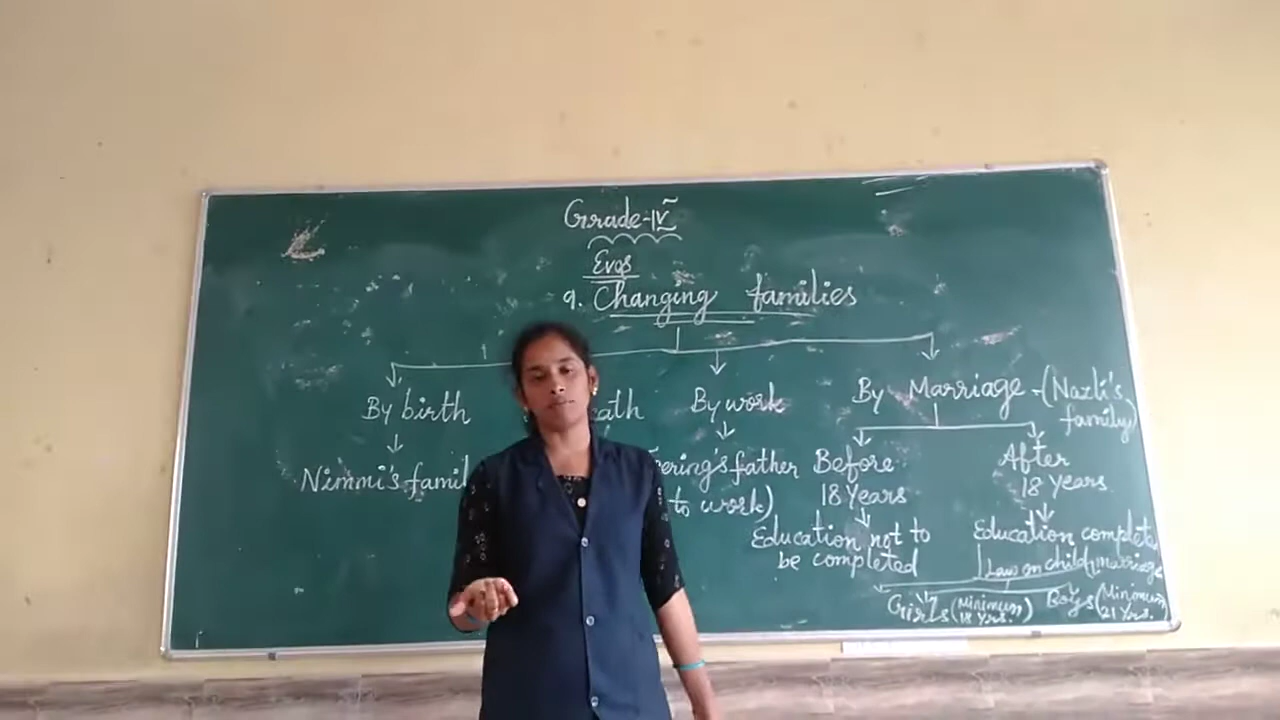 Grade-IV
Evas
9. Changing families
By birth
By work
By Marriage - (Nazli's family)
Nimmi's famil
ering's father
to work)
Before
18 Years
After
18 Years
Education not to
be completed
Education complete
Law on child marriage
Girls (Minimum 18 Yrs.)
Boys (Minimum 21 Yrs.